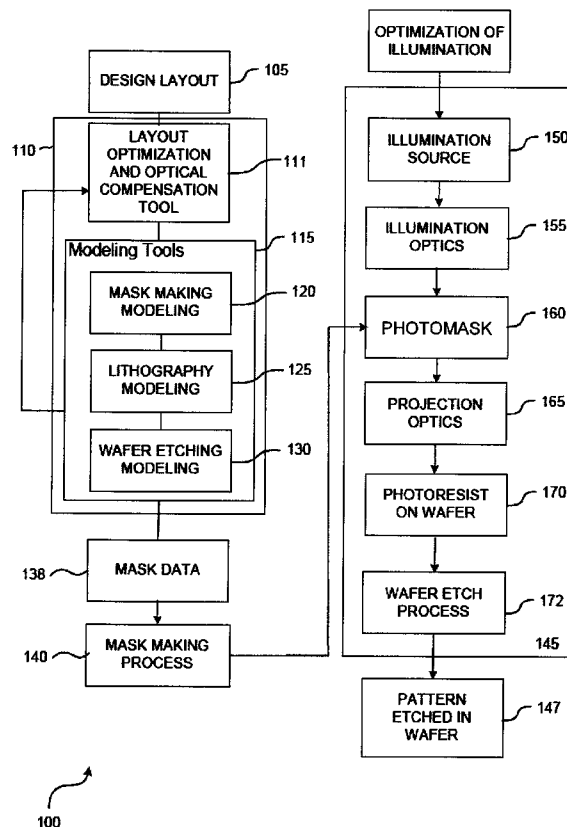 DESIGN LAYOUT
105
110
LAYOUT
OPTIMIZATION
AND OPTICAL
COMPENSATION
TOOL
111
115
Modeling Tools
MASK MAKING
MODELING
120
LITHOGRAPHY
MODELING
125
WAFER ETCHING
MODELING
130
138
MASK DATA
140
MASK MAKING
PROCESS
100
OPTIMIZATION OF
ILLUMINATION
ILLUMINATION
SOURCE
150
ILLUMINATION
OPTICS
155
PHOTOMASK
160
PROJECTION
OPTICS
165
PHOTORESIST
ON WAFER
170
WAFER ETCH
PROCESS
172
145
PATTERN
ETCHED IN
WAFER
147